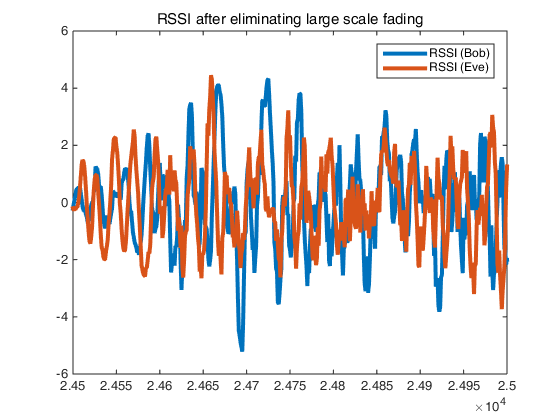 RSSI after eliminating large scale fading
RSSI (Bob)
RSSI (Eve)
6
4
2
0
-2
-4
-6
2.45 2.455 2.46 2.465 2.47 2.475 2.48 2.485 2.49 2.495 2.5
×10⁴